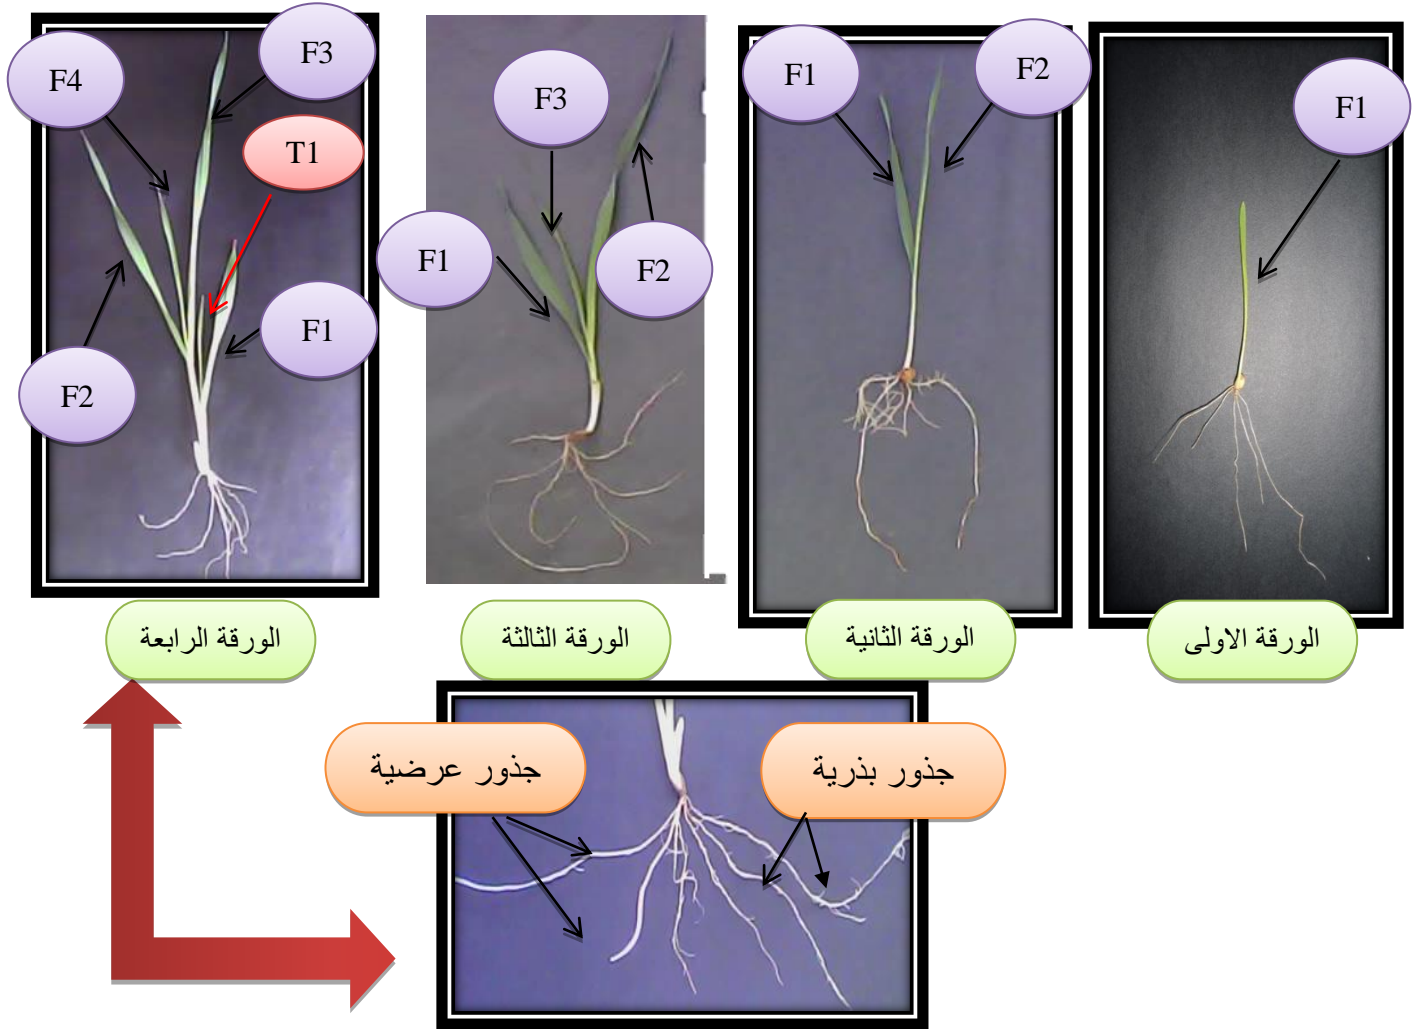 F1
الورقة الاولى
F1
F2
الورقة الثانية
F3
F1
F2
الورقة الثالثة
F4
F3
T1
F1
F2
الورقة الرابعة
جذور بذرية
جذور عرضية